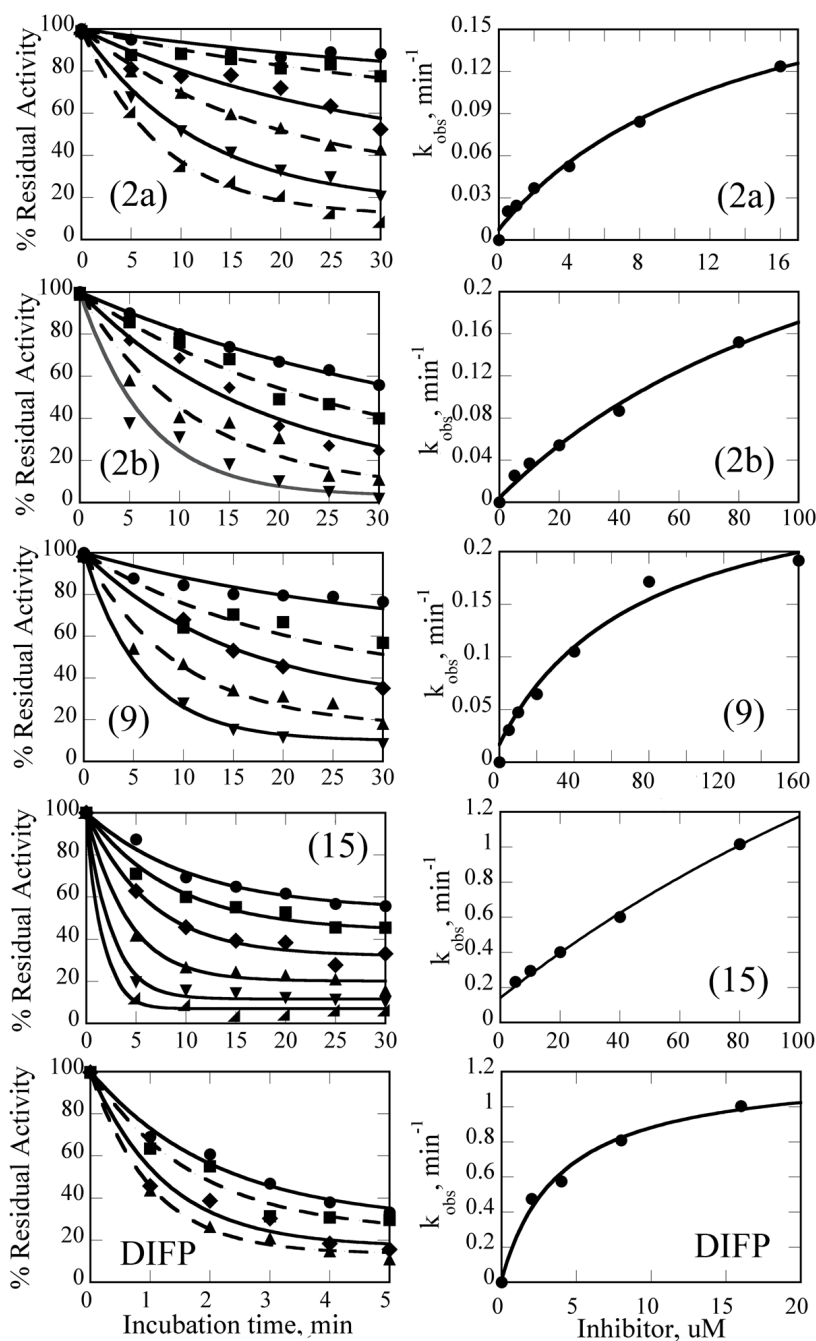 % Residual Activity
100
80
60
40
20
0
(2a)
0 5 10 15 20 25 30
k_obs, min⁻¹
0.15
0.12
0.09
0.06
0.03
0
(2a)
0 4 8 12 16
% Residual Activity
100
80
60
40
20
0
(2b)
0 5 10 15 20 25 30
k_obs, min⁻¹
0.2
0.16
0.12
0.08
0.04
0
(2b)
0 20 40 60 80 100
% Residual Activity
100
80
60
40
20
0
(9)
0 5 10 15 20 25 30
k_obs, min⁻¹
0.2
0.15
0.1
0.05
0
(9)
0 40 80 120 160
% Residual Activity
100
80
60
40
20
0
(15)
0 5 10 15 20 25 30
k_obs, min⁻¹
1.2
1
0.8
0.6
0.4
0.2
0
(15)
0 20 40 60 80 100
% Residual Activity
100
80
60
40
20
0
DIFP
0 1 2 3 4 5
Incubation time, min
k_obs, min⁻¹
1.2
1
0.8
0.6
0.4
0.2
0
DIFP
0 5 10 15 20
Inhibitor, uM